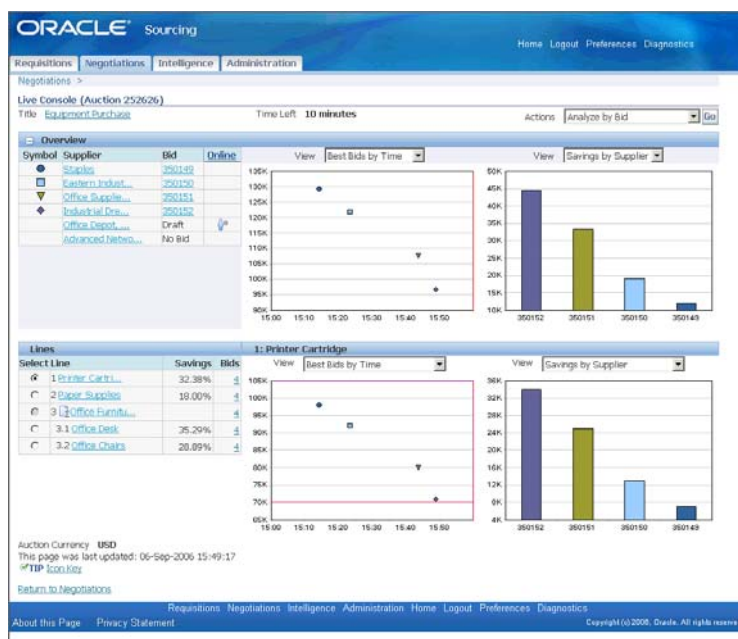 ORACLE Sourcing
Home Logout Preferences Diagnostics
Requisitions Negotiations Intelligence Administration
Negotiations >
Live Console (Auction 252626)
Title Equipment Purchase Time Left 10 minutes Actions Analyze by Bid Go
Overview
Symbol Supplier Bid Online
Staples 350149
Eastern Indust... 350150
Office Supplie... 350151
Industrial Dre... 350152
Office Depot, ... Draft
Advanced Netwo... No Bid
View Best Bids by Time
135K
130K
125K
120K
115K
110K
105K
100K
95K
90K
15:00 15:10 15:20 15:30 15:40 15:50
View Savings by Supplier
50K
45K
40K
35K
30K
25K
20K
15K
10K
350152 350151 350150 350149
Lines
Select Line Savings Bids
1 Printer Cartri... 32.38% 4
2 Paper Supplies 18.00% 4
3 Office Furnitu... 4
3.1 Office Desk 35.29% 4
3.2 Office Chairs 28.89% 4
1: Printer Cartridge
View Best Bids by Time
105K
100K
95K
90K
85K
80K
75K
70K
65K
15:00 15:10 15:20 15:30 15:40 15:50
View Savings by Supplier
36K
32K
28K
24K
20K
16K
12K
8K
4K
350152 350151 350150 350149
Auction Currency USD
This page was last updated: 06-Sep-2006 15:49:17
TIP Icon Key
Return to Negotiations
Requisitions Negotiations Intelligence Administration Home Logout Preferences Diagnostics
About this Page Privacy Statement Copyright (c) 2006, Oracle. All rights reserve